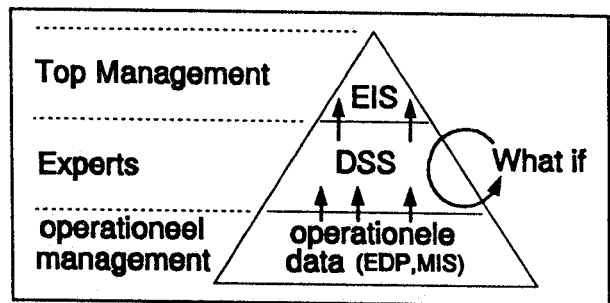 Top Management
EIS
Experts
DSS
What if
operationeel
management
operationele
data (EDP,MIS)